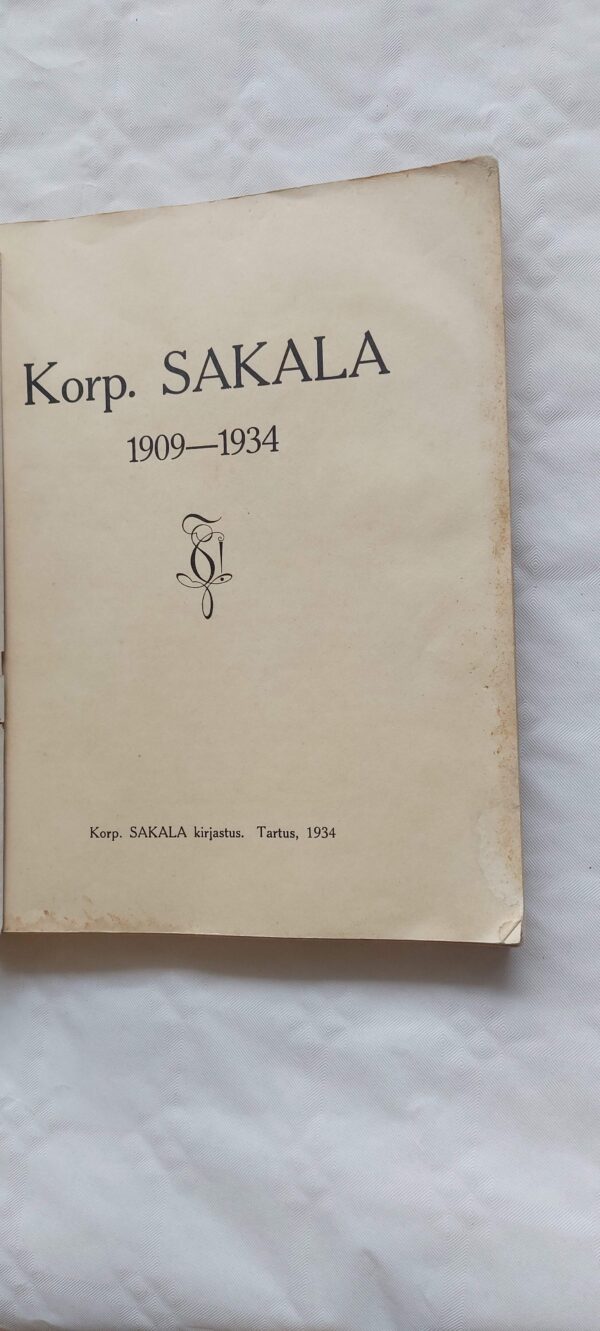 Korp. SAKALA
1909—1934
Korp. SAKALA kirjastus. Tartus, 1934